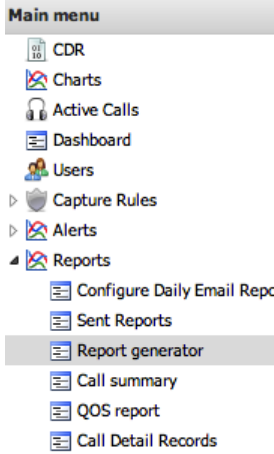 Main menu
CDR
Charts
Active Calls
Dashboard
Users
Capture Rules
Alerts
Reports
Configure Daily Email Repo
Sent Reports
Report generator
Call summary
QOS report
Call Detail Records